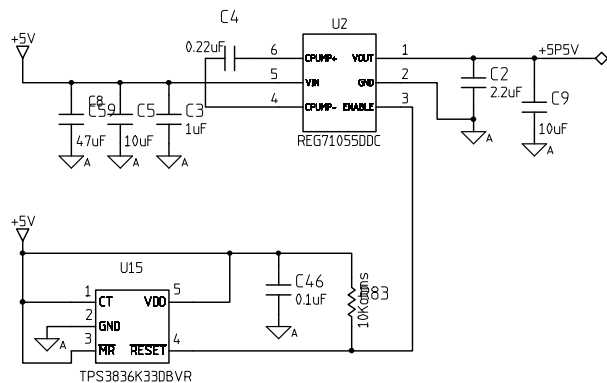 C4
U2
+5V
0.22uF
6 CPUMP+ VOUT 1
+5P5V
5 VIN GND 2
4 CPUMP- ENABLE 3
C8
C59
C5
C3
1uF
47uF
10uF
A
A
A
REG71055DDC
C2
2.2uF
C9
10uF
A
A
+5V
U15
C46
0.1uF
10Kohms
1 CT VDD 5
2 GND
3 MR RESET 4
A
A
TPS3836K33DBVR